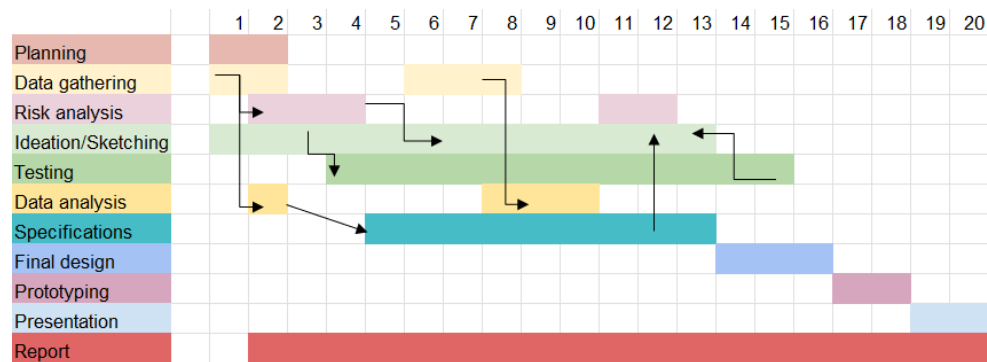 1 2 3 4 5 6 7 8 9 10 11 12 13 14 15 16 17 18 19 20
Planning
Data gathering
Risk analysis
Ideation/Sketching
Testing
Data analysis
Specifications
Final design
Prototyping
Presentation
Report